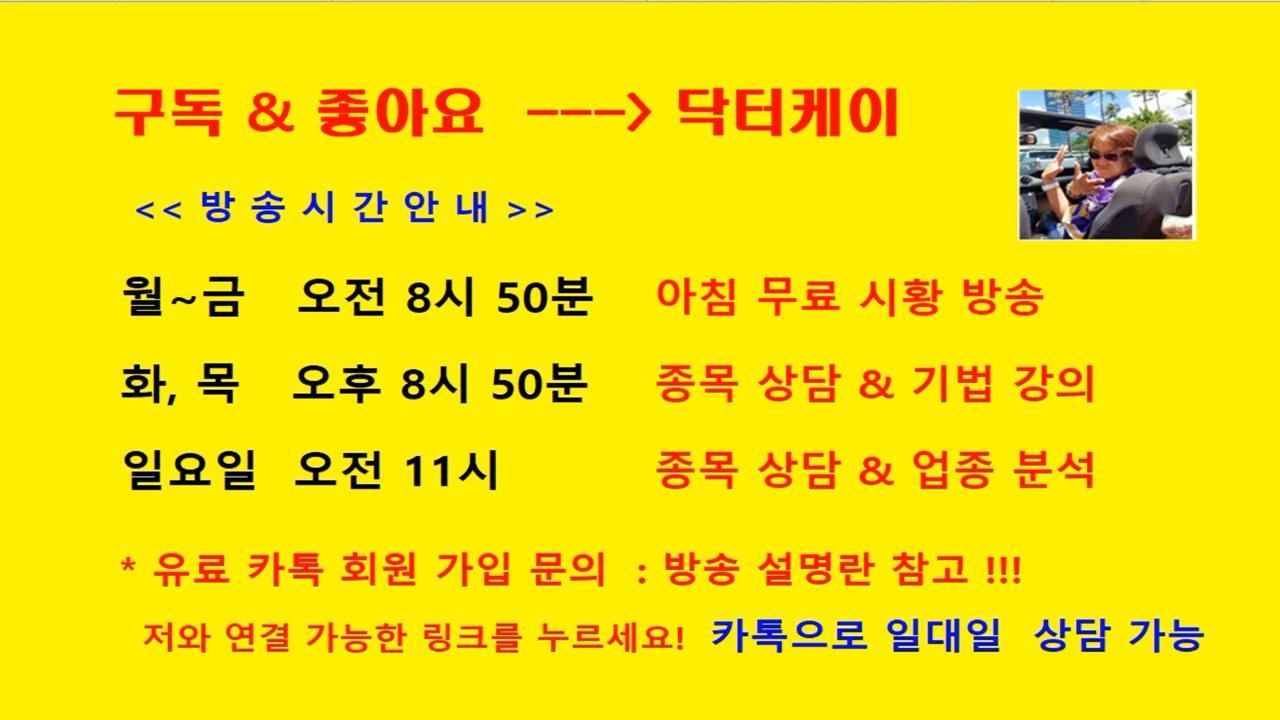 구독 & 좋아요 ---> 닥터케이
<< 방 송 시 간 안 내 >>
월~금 오전 8시 50분 아침 무료 시황 방송
화, 목 오후 8시 50분 종목 상담 & 기법 강의
일요일 오전 11시 종목 상담 & 업종 분석
* 유료 카톡 회원 가입 문의 : 방송 설명란 참고 !!!
저와 연결 가능한 링크를 누르세요! 카톡으로 일대일 상담 가능